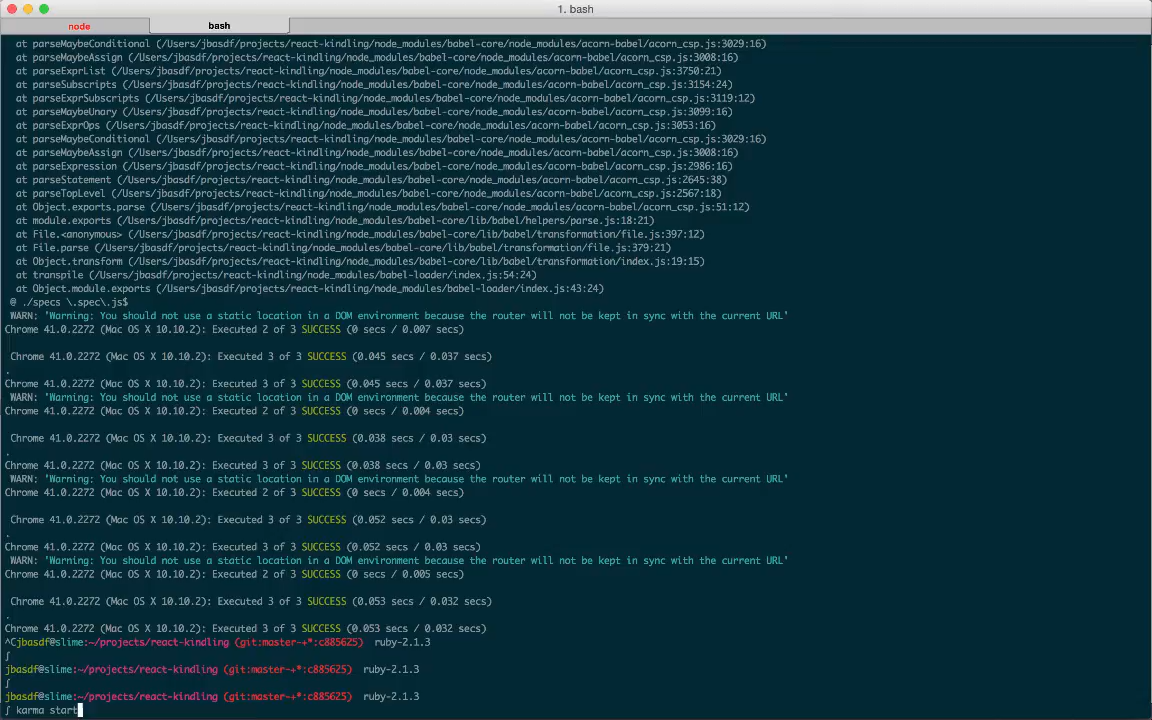 1. bash
node bash
at parseMaybeConditional (/Users/jbasdf/projects/react-kindling/node_modules/babel-core/node_modules/acorn-babel/acorn_csp.js:3029:16)
at parseMaybeAssign (/Users/jbasdf/projects/react-kindling/node_modules/babel-core/node_modules/acorn-babel/acorn_csp.js:3008:16)
at parseExprList (/Users/jbasdf/projects/react-kindling/node_modules/babel-core/node_modules/acorn-babel/acorn_csp.js:3750:21)
at parseSubscripts (/Users/jbasdf/projects/react-kindling/node_modules/babel-core/node_modules/acorn-babel/acorn_csp.js:3154:24)
at parseExprSubscripts (/Users/jbasdf/projects/react-kindling/node_modules/babel-core/node_modules/acorn-babel/acorn_csp.js:3119:12)
at parseMaybeUnary (/Users/jbasdf/projects/react-kindling/node_modules/babel-core/node_modules/acorn-babel/acorn_csp.js:3099:16)
at parseExprOps (/Users/jbasdf/projects/react-kindling/node_modules/babel-core/node_modules/acorn-babel/acorn_csp.js:3053:16)
at parseMaybeConditional (/Users/jbasdf/projects/react-kindling/node_modules/babel-core/node_modules/acorn-babel/acorn_csp.js:3029:16)
at parseMaybeAssign (/Users/jbasdf/projects/react-kindling/node_modules/babel-core/node_modules/acorn-babel/acorn_csp.js:3008:16)
at parseExpression (/Users/jbasdf/projects/react-kindling/node_modules/babel-core/node_modules/acorn-babel/acorn_csp.js:2986:16)
at parseStatement (/Users/jbasdf/projects/react-kindling/node_modules/babel-core/node_modules/acorn-babel/acorn_csp.js:2645:38)
at parseTopLevel (/Users/jbasdf/projects/react-kindling/node_modules/babel-core/node_modules/acorn-babel/acorn_csp.js:2567:18)
at Object.exports.parse (/Users/jbasdf/projects/react-kindling/node_modules/babel-core/node_modules/acorn-babel/acorn_csp.js:51:12)
at module.exports (/Users/jbasdf/projects/react-kindling/node_modules/babel-core/lib/babel/helpers/parse.js:18:21)
at File.<anonymous> (/Users/jbasdf/projects/react-kindling/node_modules/babel-core/lib/babel/transformation/file.js:397:12)
at File.parse (/Users/jbasdf/projects/react-kindling/node_modules/babel-core/lib/babel/transformation/file.js:379:21)
at Object.transform (/Users/jbasdf/projects/react-kindling/node_modules/babel-core/lib/babel/transformation/index.js:19:15)
at transpile (/Users/jbasdf/projects/react-kindling/node_modules/babel-loader/index.js:54:24)
at Object.module.exports (/Users/jbasdf/projects/react-kindling/node_modules/babel-loader/index.js:43:24)
@ ./specs \.spec\.js$
WARN: 'Warning: You should not use a static location in a DOM environment because the router will not be kept in sync with the current URL'
Chrome 41.0.2272 (Mac OS X 10.10.2): Executed 2 of 3 SUCCESS (0 secs / 0.007 secs)
Chrome 41.0.2272 (Mac OS X 10.10.2): Executed 3 of 3 SUCCESS (0.045 secs / 0.037 secs)
.
Chrome 41.0.2272 (Mac OS X 10.10.2): Executed 3 of 3 SUCCESS (0.045 secs / 0.037 secs)
WARN: 'Warning: You should not use a static location in a DOM environment because the router will not be kept in sync with the current URL'
Chrome 41.0.2272 (Mac OS X 10.10.2): Executed 2 of 3 SUCCESS (0 secs / 0.004 secs)
Chrome 41.0.2272 (Mac OS X 10.10.2): Executed 3 of 3 SUCCESS (0.038 secs / 0.03 secs)
.
Chrome 41.0.2272 (Mac OS X 10.10.2): Executed 3 of 3 SUCCESS (0.038 secs / 0.03 secs)
WARN: 'Warning: You should not use a static location in a DOM environment because the router will not be kept in sync with the current URL'
Chrome 41.0.2272 (Mac OS X 10.10.2): Executed 2 of 3 SUCCESS (0 secs / 0.004 secs)
Chrome 41.0.2272 (Mac OS X 10.10.2): Executed 3 of 3 SUCCESS (0.052 secs / 0.03 secs)
.
Chrome 41.0.2272 (Mac OS X 10.10.2): Executed 3 of 3 SUCCESS (0.052 secs / 0.03 secs)
WARN: 'Warning: You should not use a static location in a DOM environment because the router will not be kept in sync with the current URL'
Chrome 41.0.2272 (Mac OS X 10.10.2): Executed 2 of 3 SUCCESS (0 secs / 0.005 secs)
Chrome 41.0.2272 (Mac OS X 10.10.2): Executed 3 of 3 SUCCESS (0.053 secs / 0.032 secs)
.
Chrome 41.0.2272 (Mac OS X 10.10.2): Executed 3 of 3 SUCCESS (0.053 secs / 0.032 secs)
^Cjbasdf@slime:~/projects/react-kindling (git:master-+*:c885625) ruby-2.1.3
∫
jbasdf@slime:~/projects/react-kindling (git:master-+*:c885625) ruby-2.1.3
∫
jbasdf@slime:~/projects/react-kindling (git:master-+*:c885625) ruby-2.1.3
∫ karma start